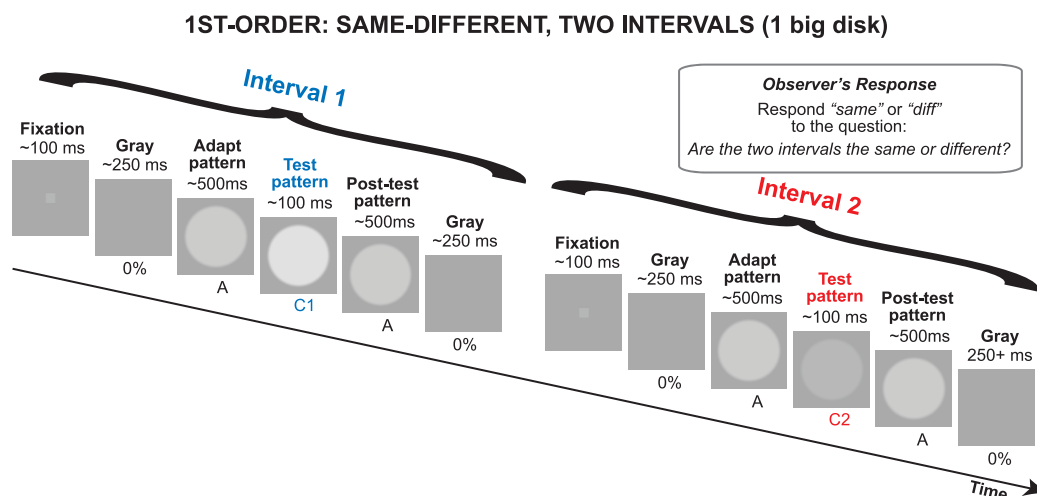 1ST-ORDER: SAME-DIFFERENT, TWO INTERVALS (1 big disk)
Interval 1
Fixation
~100 ms
Gray
~250 ms
0%
Adapt
pattern
~500ms
A
Test
pattern
~100 ms
C1
Post-test
pattern
~500ms
A
Gray
~250 ms
0%
Observer's Response
Respond "same" or "diff"
to the question:
Are the two intervals the same or different?
Interval 2
Fixation
~100 ms
Gray
~250 ms
0%
Adapt
pattern
~500ms
A
Test
pattern
~100 ms
C2
Post-test
pattern
~500ms
A
Gray
250+ ms
0%
Time